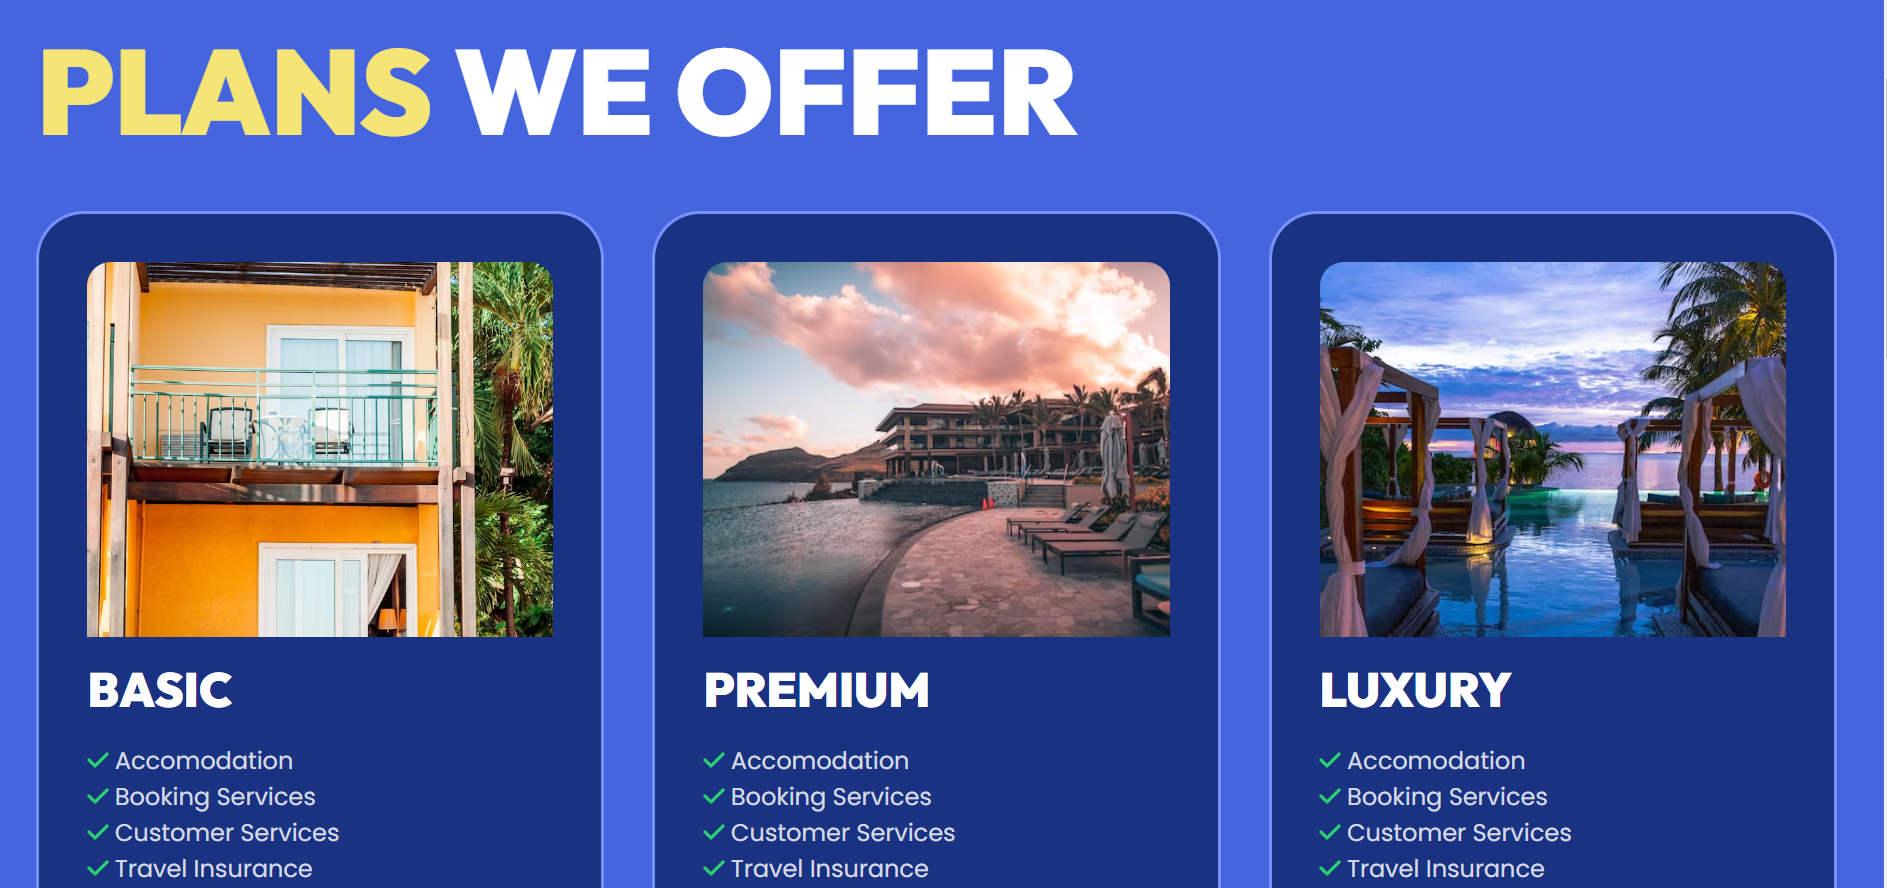 PLANS WE OFFER
BASIC
Accomodation
Booking Services
Customer Services
Travel Insurance
PREMIUM
Accomodation
Booking Services
Customer Services
Travel Insurance
LUXURY
Accomodation
Booking Services
Customer Services
Travel Insurance